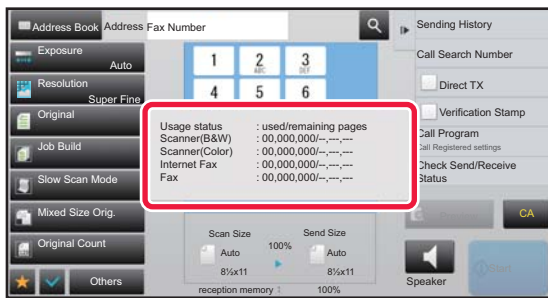 Address Book Address Fax Number
Sending History
Exposure
Auto
1 2 ABC 3 DEF
Call Search Number
Resolution
Super Fine
4 5 6
Direct TX
Original
Usage status : used/remaining pages
Scanner(B&W) : 00,000,000/--,---,---
Scanner(Color) : 00,000,000/--,---,---
Internet Fax : 00,000,000/--,---,---
Fax : 00,000,000/--,---,---
Verification Stamp
Call Program
Call Registered settings
Job Build
Check Send/Receive
Status
Slow Scan Mode
Mixed Size Orig.
CA
Scan Size Send Size
Original Count
100%
Auto Auto
8½x11 8½x11
Others
Speaker
Start
reception memory : 100%